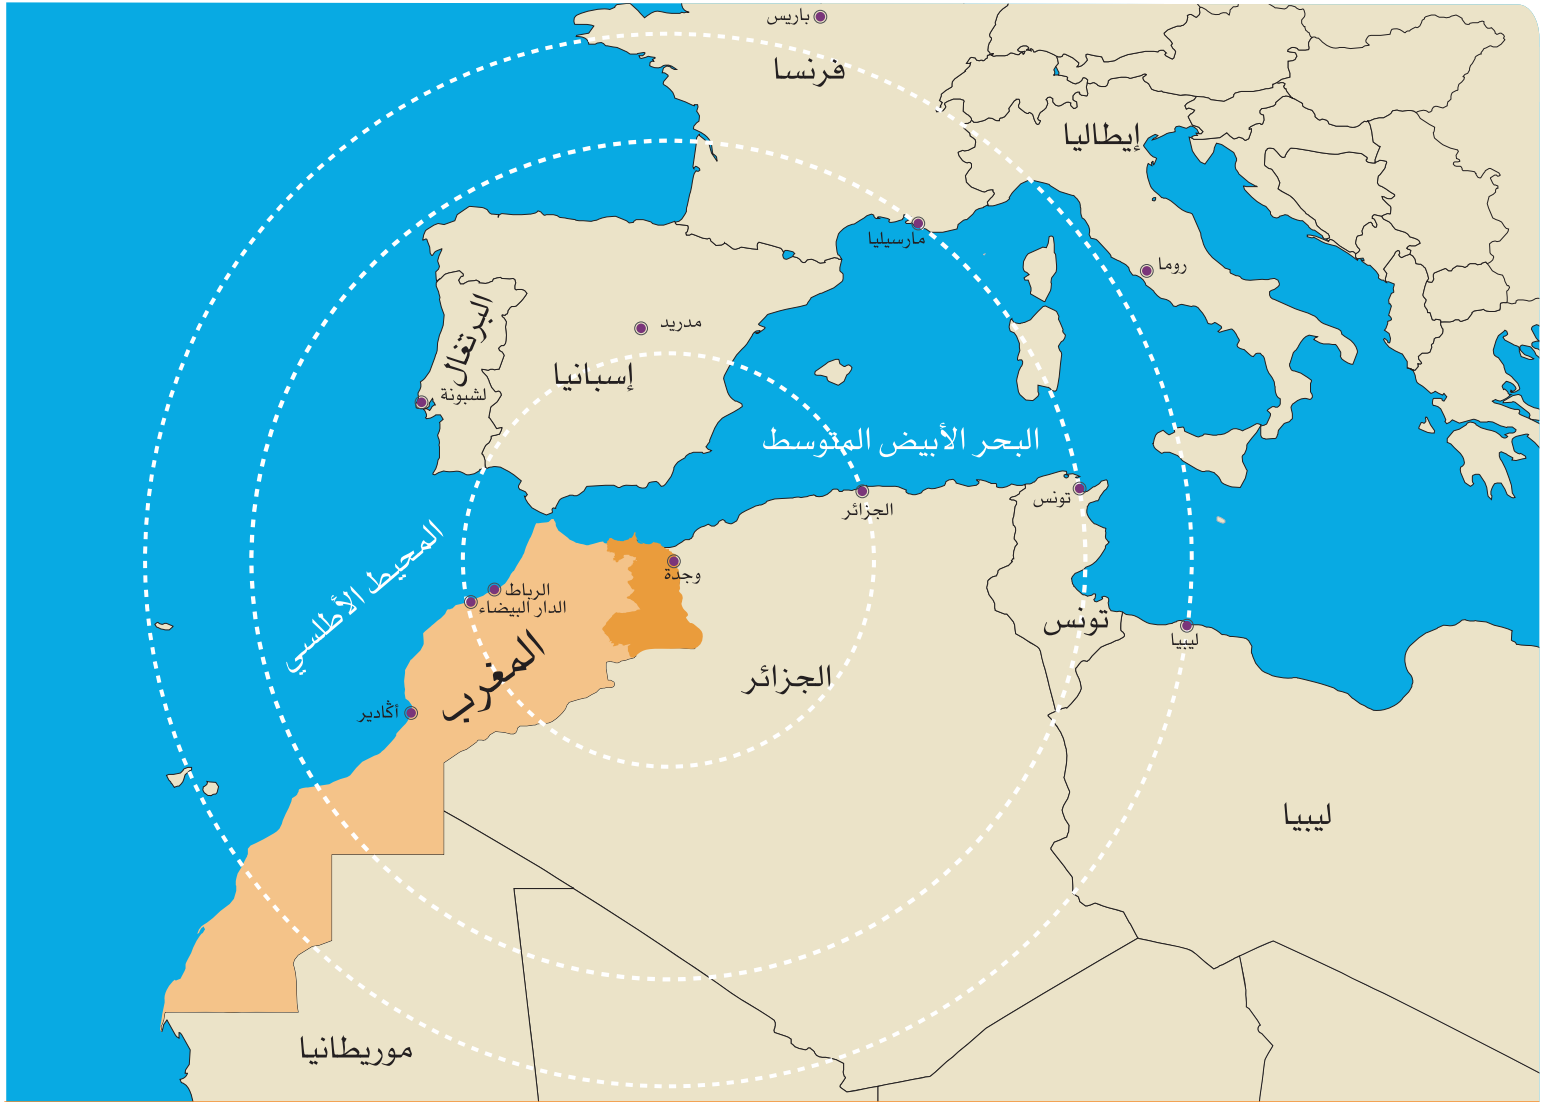 باريس
فرنسا
إيطاليا
مارسيليا
روما
البرتغال
مدريد
إسبانيا
لشبونة
البحر الأبيض المتوسط
تونس
الجزائر
المحيط الأطلسي
وجدة
الرباط
الدار البيضاء
تونس
ليبيا
المغرب
الجزائر
أڭادير
ليبيا
موريطانيا